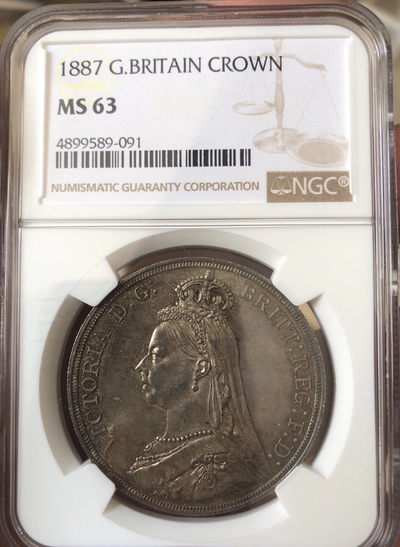 1887 G.BRITAIN CROWN
MS 63
4899589-091
NUMISMATIC GUARANTY CORPORATION
NGC®
VICTORIA D.G. BRITT:REG:F:D: